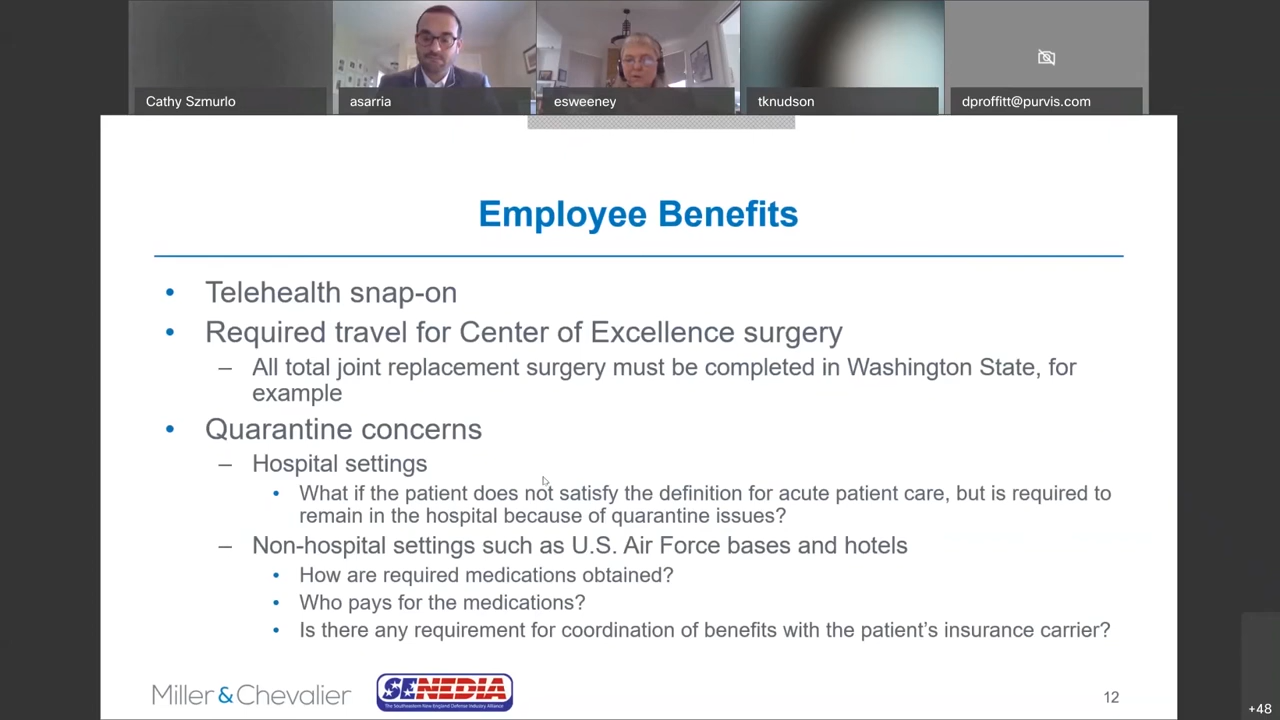 Cathy Szmurlo
asarria
esweeney
tknudson
dproffitt@purvis.com
Employee Benefits
• Telehealth snap-on
• Required travel for Center of Excellence surgery
– All total joint replacement surgery must be completed in Washington State, for
example
• Quarantine concerns
– Hospital settings
• What if the patient does not satisfy the definition for acute patient care, but is required to
remain in the hospital because of quarantine issues?
– Non-hospital settings such as U.S. Air Force bases and hotels
• How are required medications obtained?
• Who pays for the medications?
• Is there any requirement for coordination of benefits with the patient’s insurance carrier?
Miller&Chevalier
SENEDIA
The Southeastern New England Defense Industry Alliance
12
+48